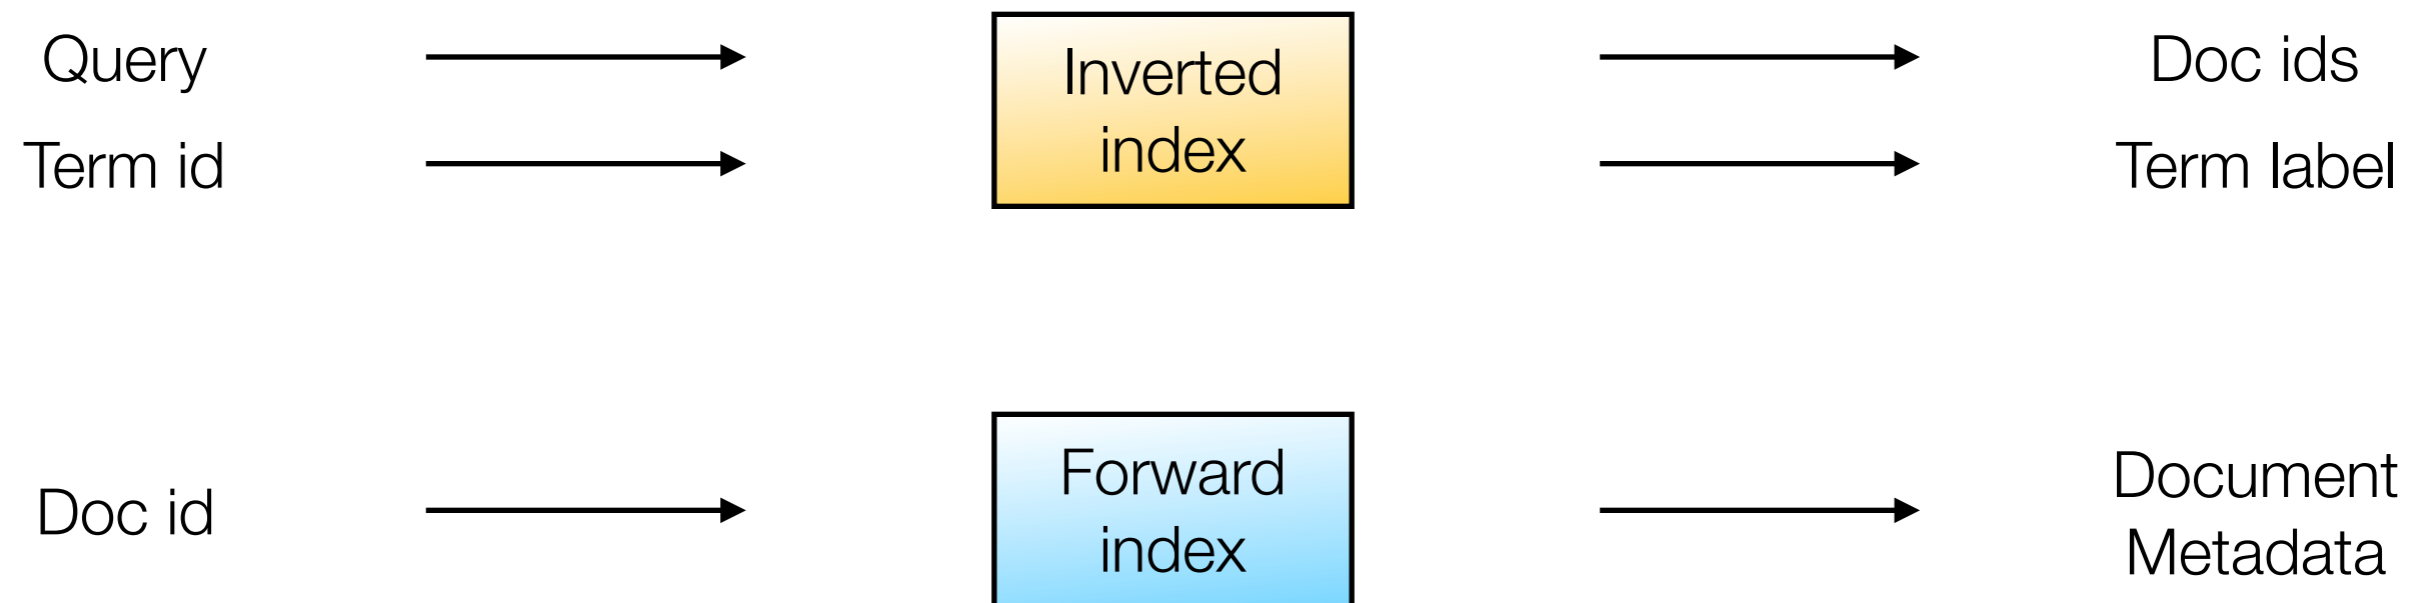 Query
Inverted
index
Doc ids
Term id
Term label
Doc id
Forward
index
Document
Metadata